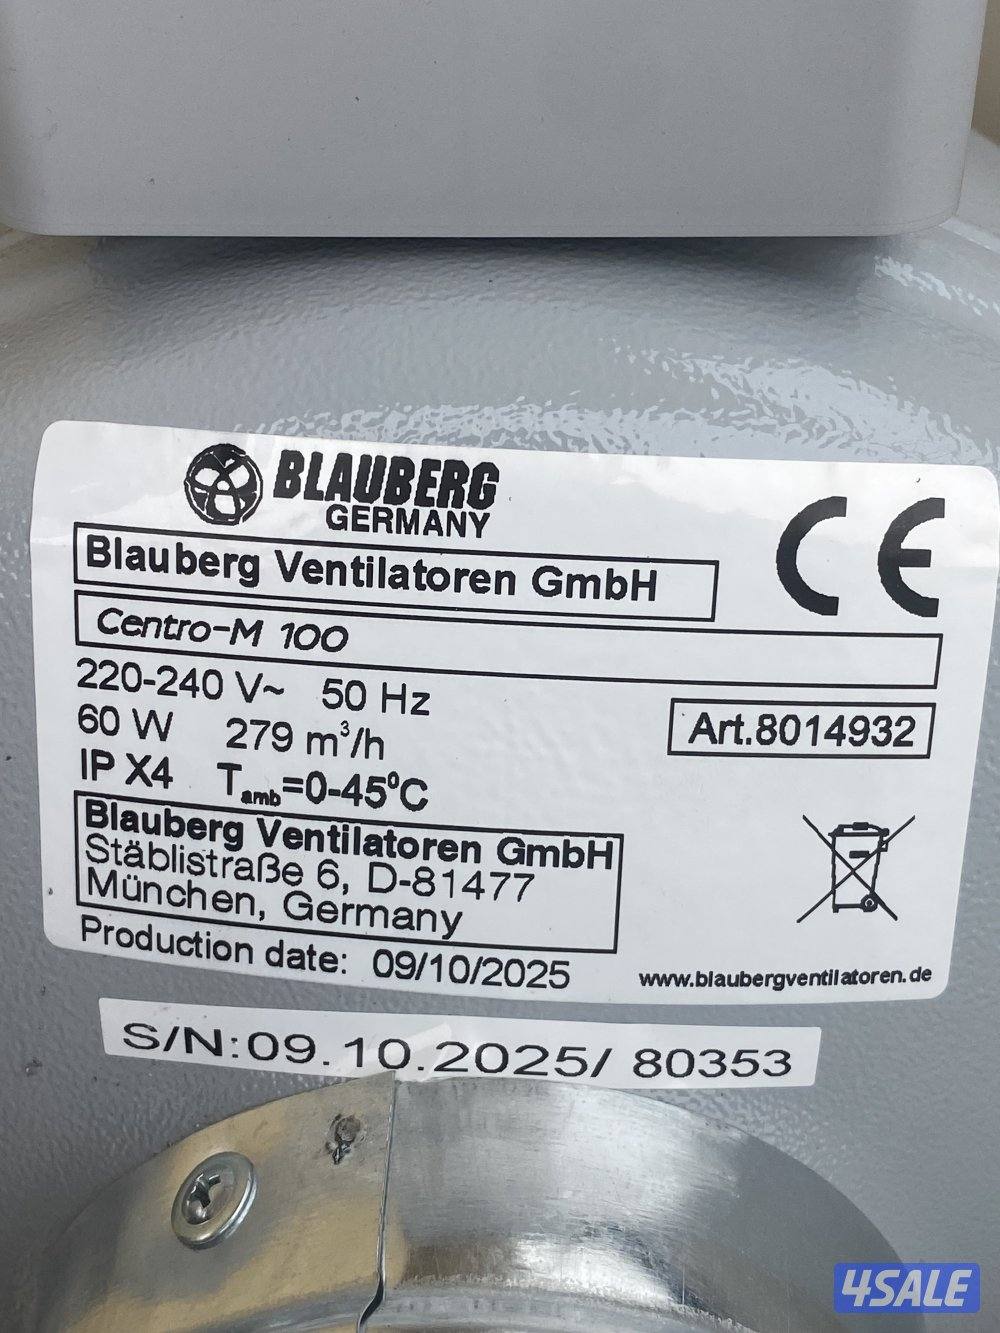 BLAUBERG
GERMANY
CE
Blauberg Ventilatoren GmbH
Centro-M 100
220-240 V~ 50 Hz
60 W 279 m³/h
Art.8014932
IP X4 Tamb=0-45°C
Blauberg Ventilatoren GmbH
Stäblistraße 6, D-81477
München, Germany
Production date: 09/10/2025
www.blaubergventilatoren.de
S/N:09.10.2025/ 80353
4SALE